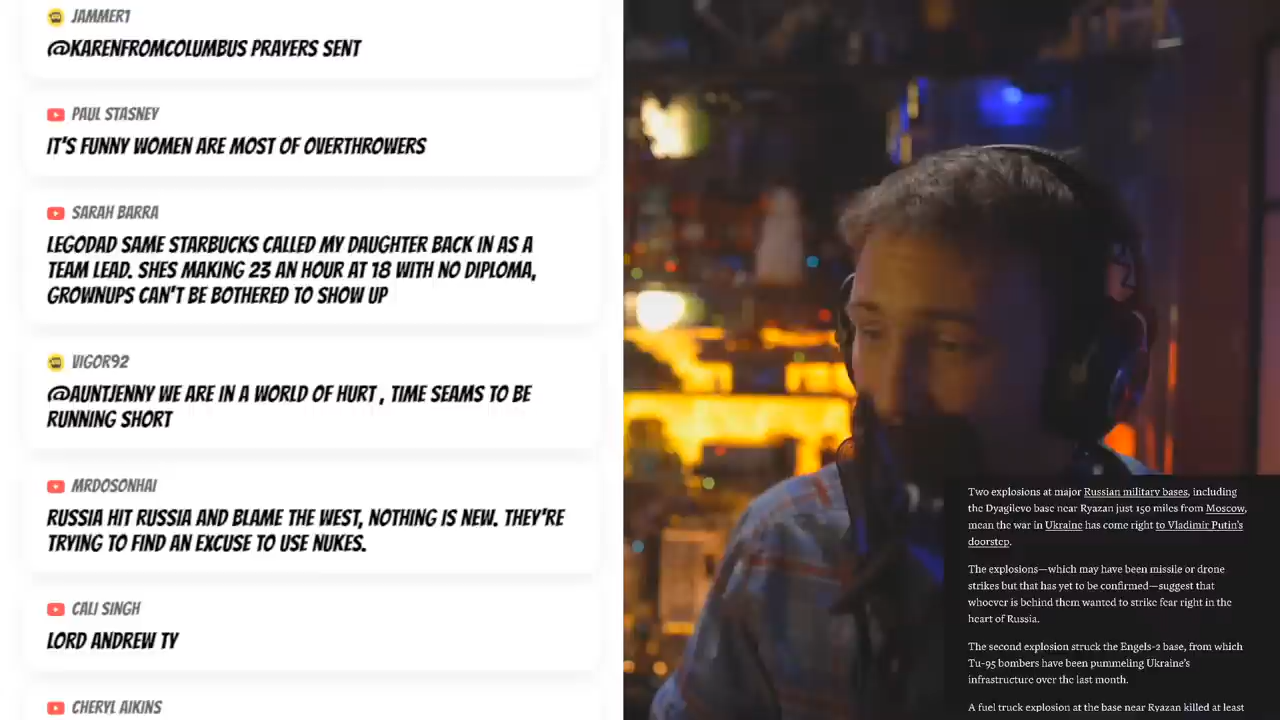 JAMMER1
@KARENFROMCOLUMBUS PRAYERS SENT
PAUL STASNEY
IT'S FUNNY WOMEN ARE MOST OF OVERTHROWERS
SARAH BARRA
LEGODAD SAME STARBUCKS CALLED MY DAUGHTER BACK IN AS A
TEAM LEAD. SHES MAKING 23 AN HOUR AT 18 WITH NO DIPLOMA,
GROWNUPS CAN'T BE BOTHERED TO SHOW UP
VIGOR92
@AUNTJENNY WE ARE IN A WORLD OF HURT , TIME SEAMS TO BE
RUNNING SHORT
MRDOSONHAI
RUSSIA HIT RUSSIA AND BLAME THE WEST, NOTHING IS NEW. THEY'RE
TRYING TO FIND AN EXCUSE TO USE NUKES.
CALI SINGH
LORD ANDREW TY
CHERYL AIKINS
Two explosions at major Russian military bases, including
the Dyagilevo base near Ryazan just 150 miles from Moscow,
mean the war in Ukraine has come right to Vladimir Putin's
doorstep.
The explosions—which may have been missile or drone
strikes but that has yet to be confirmed—suggest that
whoever is behind them wanted to strike fear right in the
heart of Russia.
The second explosion struck the Engels-2 base, from which
Tu-95 bombers have been pummeling Ukraine's
infrastructure over the last month.
A fuel truck explosion at the base near Ryazan killed at least